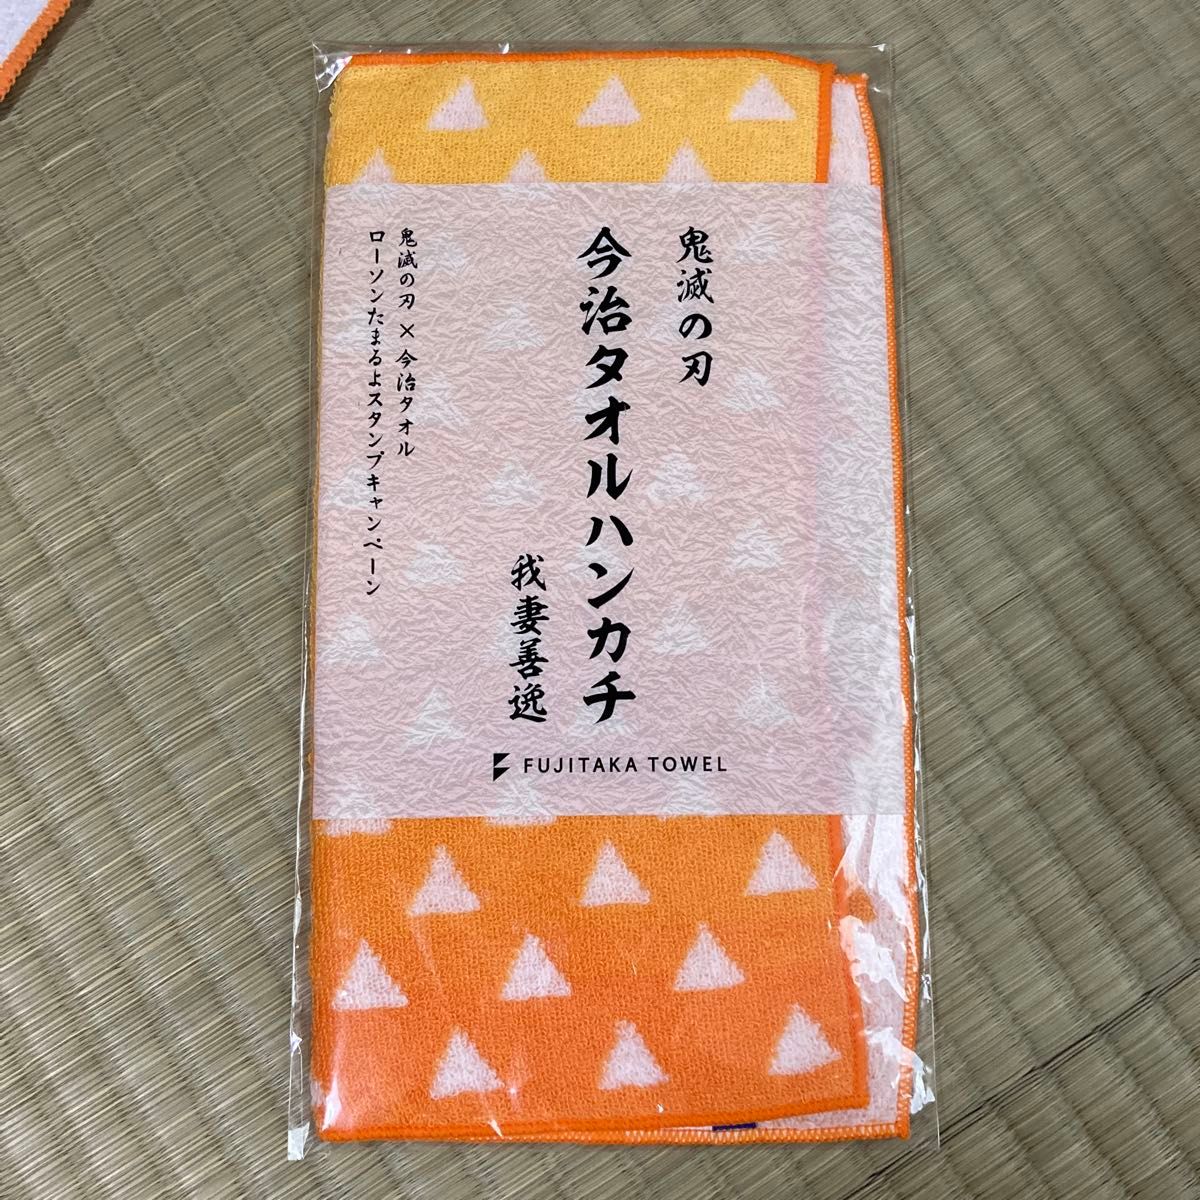 鬼滅の刃
今治タオルハンカチ
我妻善逸
鬼滅の刃×今治タオル
ローソンたまるよスタンプキャンペーン
FUJITAKA TOWEL